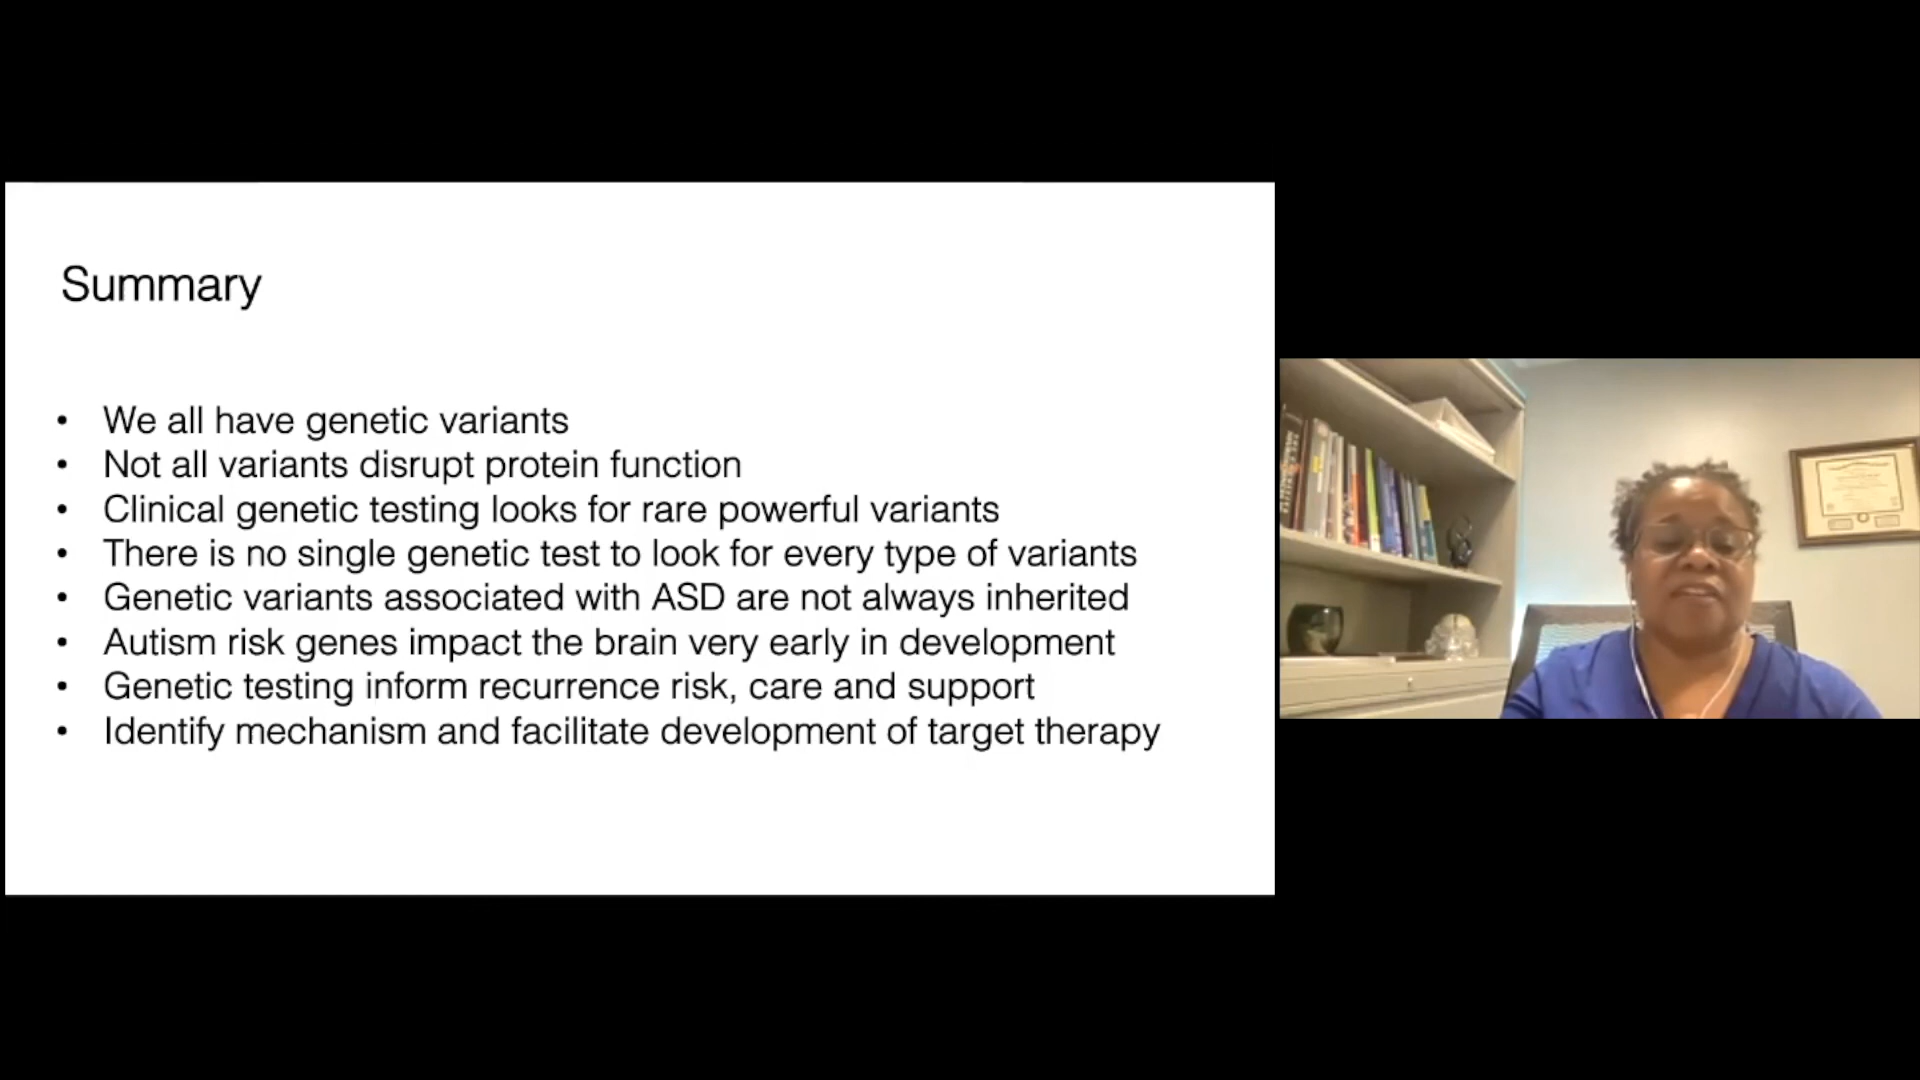 Summary
• We all have genetic variants
• Not all variants disrupt protein function
• Clinical genetic testing looks for rare powerful variants
• There is no single genetic test to look for every type of variants
• Genetic variants associated with ASD are not always inherited
• Autism risk genes impact the brain very early in development
• Genetic testing inform recurrence risk, care and support
• Identify mechanism and facilitate development of target therapy